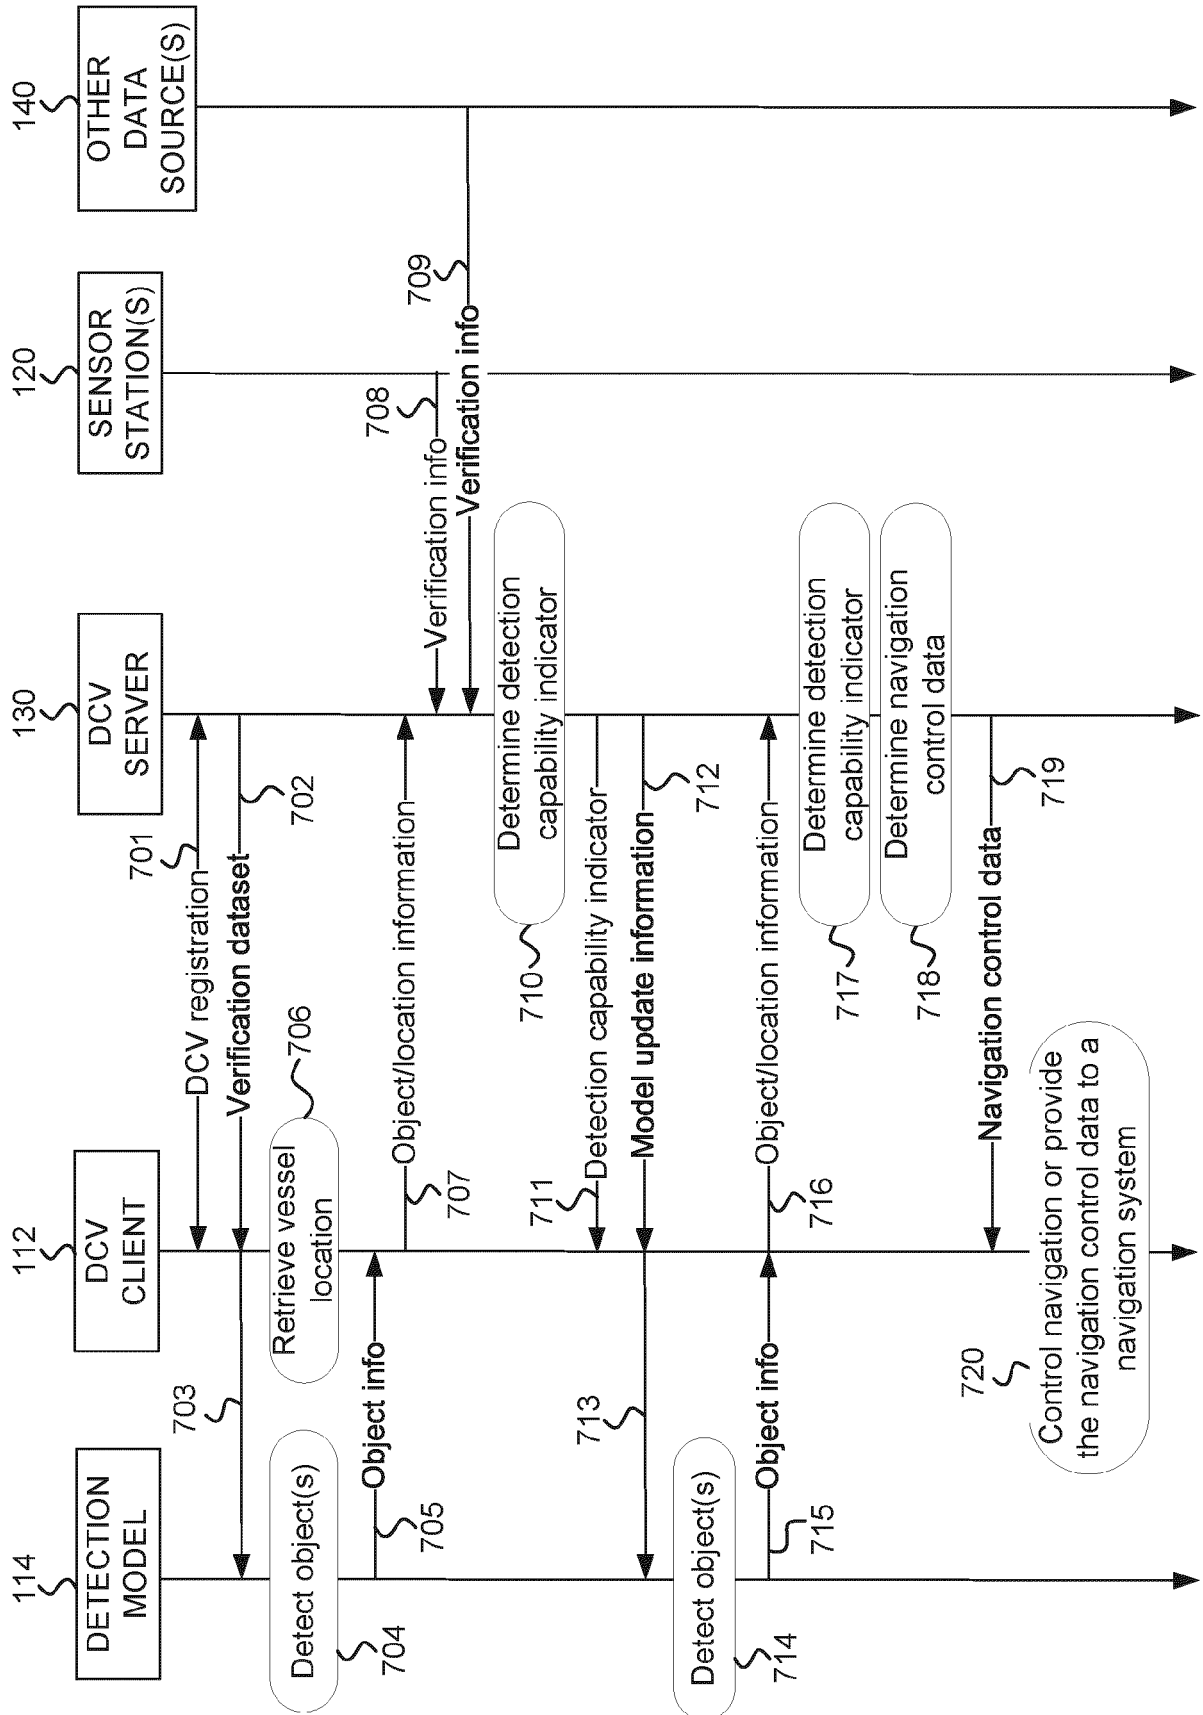 114
DETECTION
MODEL
112
DCV
CLIENT
130
DCV
SERVER
120
SENSOR
STATION(S)
140
OTHER
DATA
SOURCE(S)
DCV registration
701
Verification dataset
702
703
Detect object(s)
704
Retrieve vessel
location
706
Object info
705
Object/location information
707
Verification info
708
Verification info
709
Determine detection
capability indicator
710
Detection capability indicator
711
Model update information
712
713
Detect object(s)
714
Object info
715
Object/location information
716
Determine detection
capability indicator
717
Determine navigation
control data
718
Navigation control data
719
720
Control navigation or provide
the navigation control data to a
navigation system